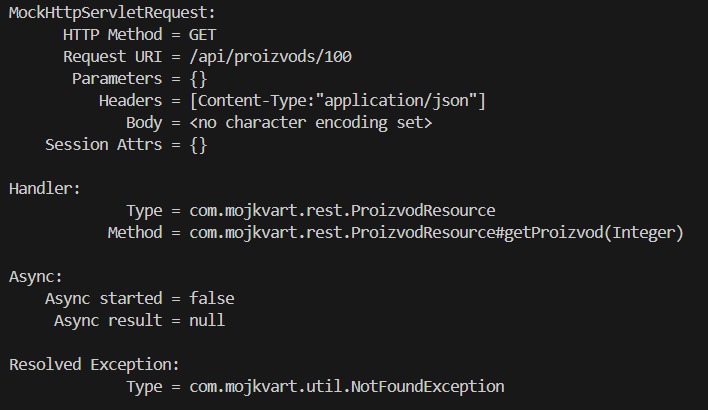 MockHttpServletRequest:
HTTP Method = GET
Request URI = /api/proizvods/100
Parameters = {}
Headers = [Content-Type:"application/json"]
Body = <no character encoding set>
Session Attrs = {}
Handler:
Type = com.mojkvart.rest.ProizvodResource
Method = com.mojkvart.rest.ProizvodResource#getProizvod(Integer)
Async:
Async started = false
Async result = null
Resolved Exception:
Type = com.mojkvart.util.NotFoundException